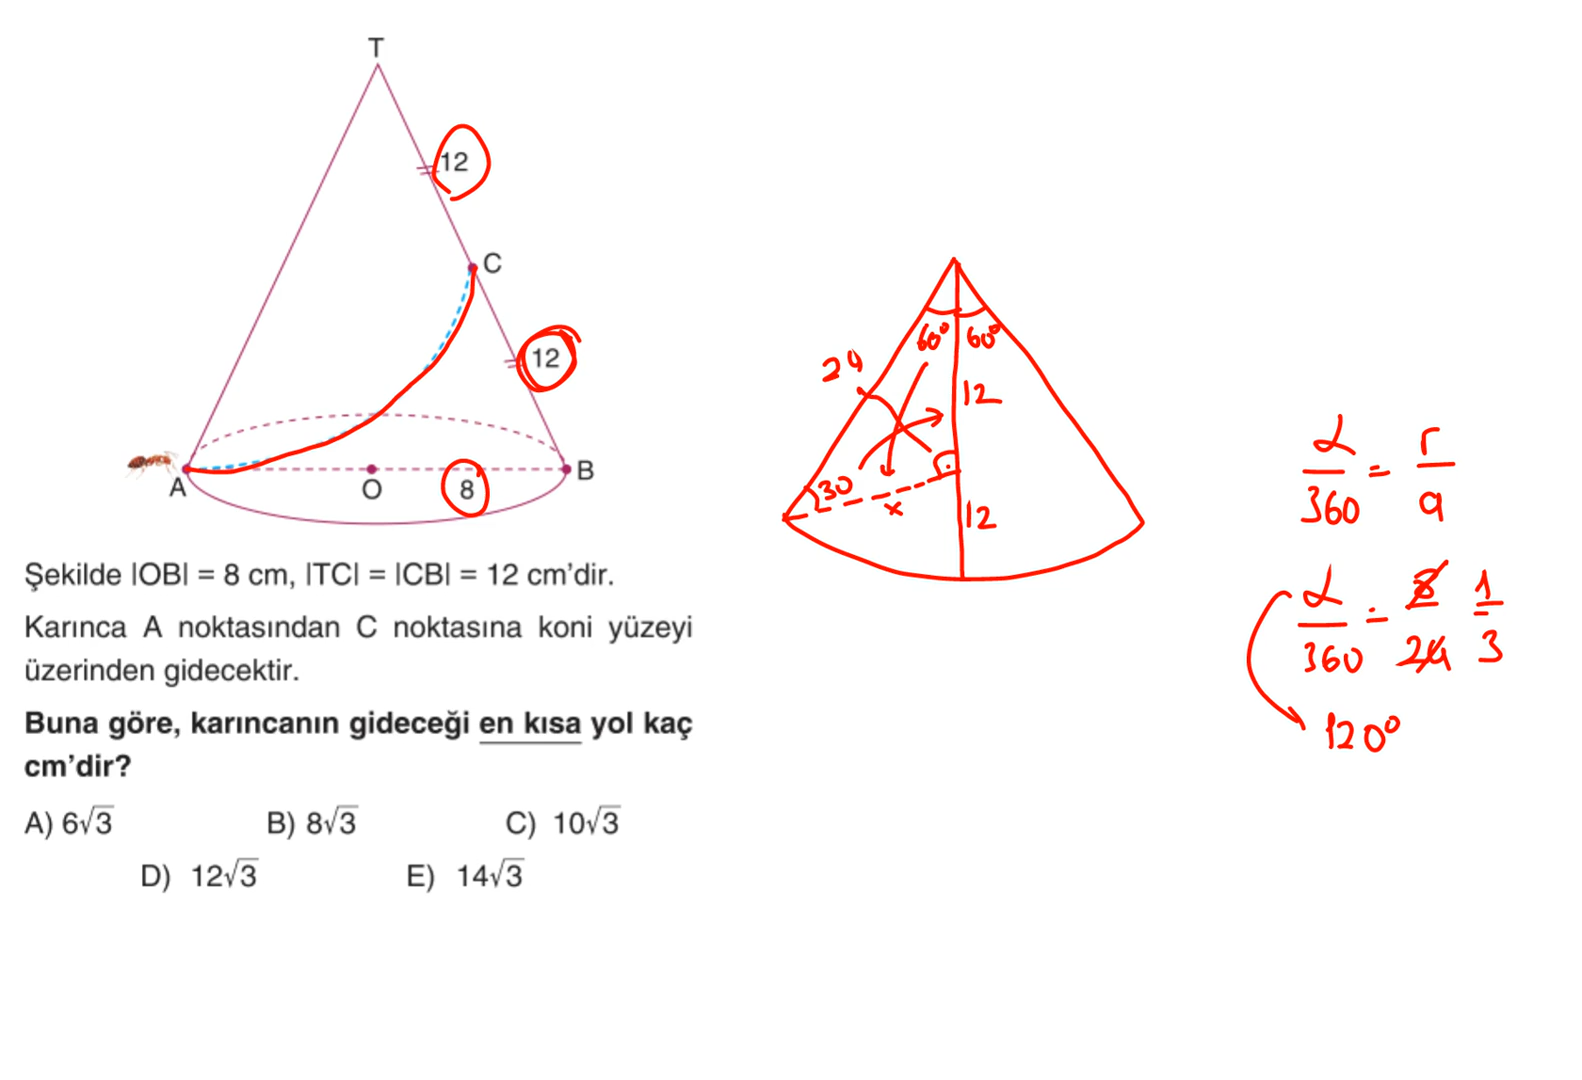 T
12
C
12
A
O
8
B
Şekilde |OB| = 8 cm, |TC| = |CB| = 12 cm’dir.
Karınca A noktasından C noktasına koni yüzeyi
üzerinden gidecektir.
Buna göre, karıncanın gideceği en kısa yol kaç
cm’dir?
A) 6√3 B) 8√3 C) 10√3
D) 12√3 E) 14√3
60° 60°
24
12
30
x
12
α/360 = r/a
α/360 = 8/24 1/3
120°